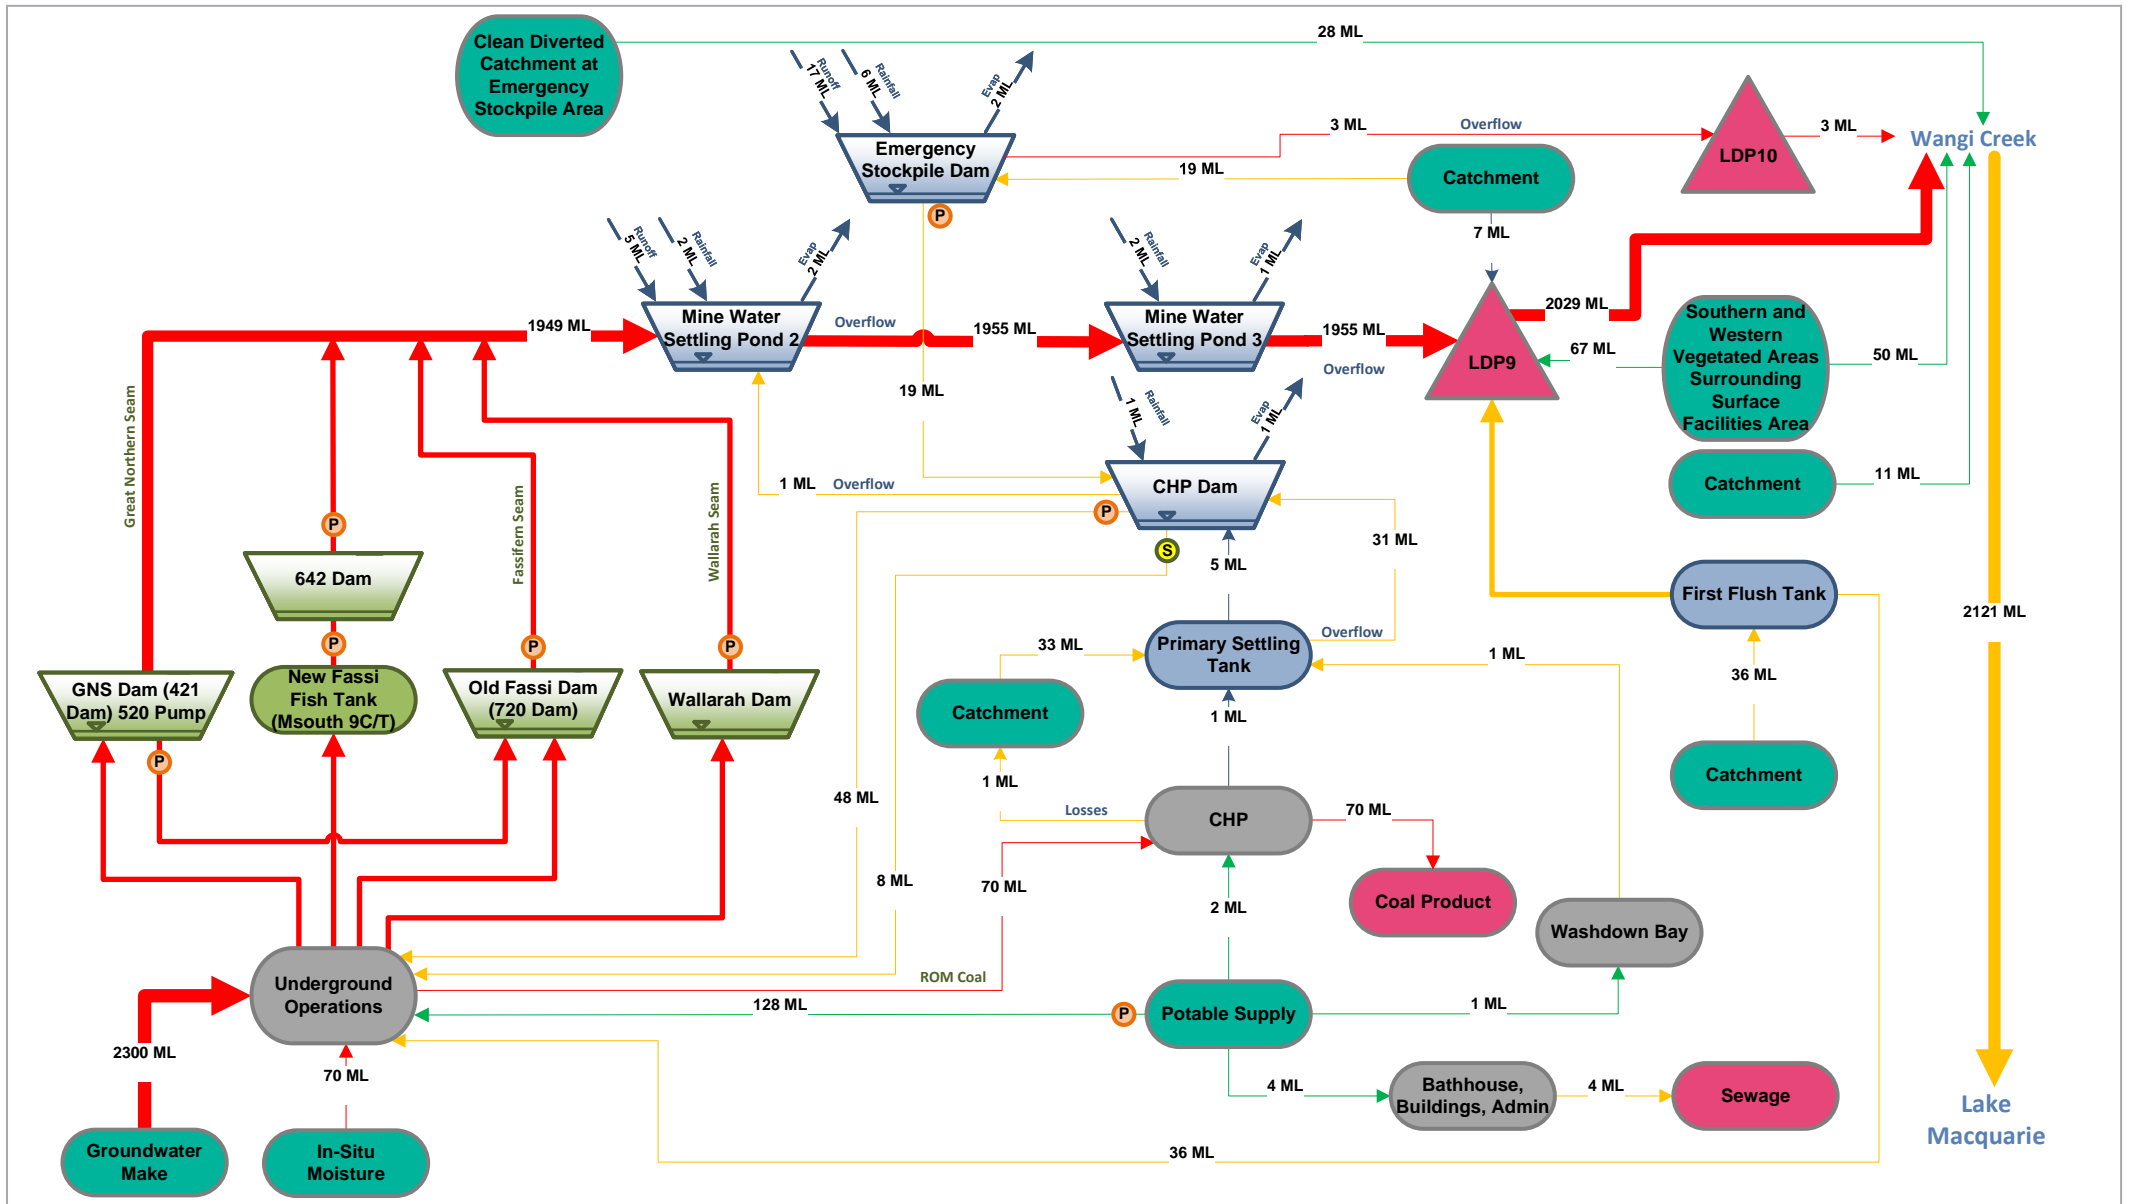 Clean Diverted
Catchment at
Emergency
Stockpile Area
28 ML
Runoff
17 ML
Rainfall
6 ML
Evap
2 ML
Emergency
Stockpile Dam
P
3 ML
Overflow
LDP10
3 ML
Wangi Creek
19 ML
Catchment
7 ML
Runoff
5 ML
Rainfall
2 ML
Evap
2 ML
Mine Water
Settling Pond 2
1949 ML
Overflow
1955 ML
Rainfall
2 ML
Evap
1 ML
Mine Water
Settling Pond 3
1955 ML
Overflow
LDP9
2029 ML
67 ML
Southern and
Western
Vegetated Areas
Surrounding
Surface
Facilities Area
50 ML
Catchment
11 ML
19 ML
Rainfall
1 ML
Evap
1 ML
CHP Dam
1 ML
Overflow
P
S
31 ML
5 ML
Great Northern Seam
Fassifern Seam
Wallarah Seam
P
642 Dam
P
P
P
GNS Dam (421
Dam) 520 Pump
P
New Fassi
Fish Tank
(Msouth 9C/T)
Old Fassi Dam
(720 Dam)
Wallarah Dam
First Flush Tank
2121 ML
33 ML
Primary Settling
Tank
Overflow
1 ML
36 ML
Catchment
1 ML
Catchment
1 ML
48 ML
Losses
CHP
70 ML
8 ML
70 ML
Coal Product
2 ML
Washdown Bay
Underground
Operations
ROM Coal
128 ML
P
Potable Supply
1 ML
2300 ML
70 ML
4 ML
Bathhouse,
Buildings, Admin
4 ML
Sewage
Lake
Macquarie
Groundwater
Make
In-Situ
Moisture
36 ML